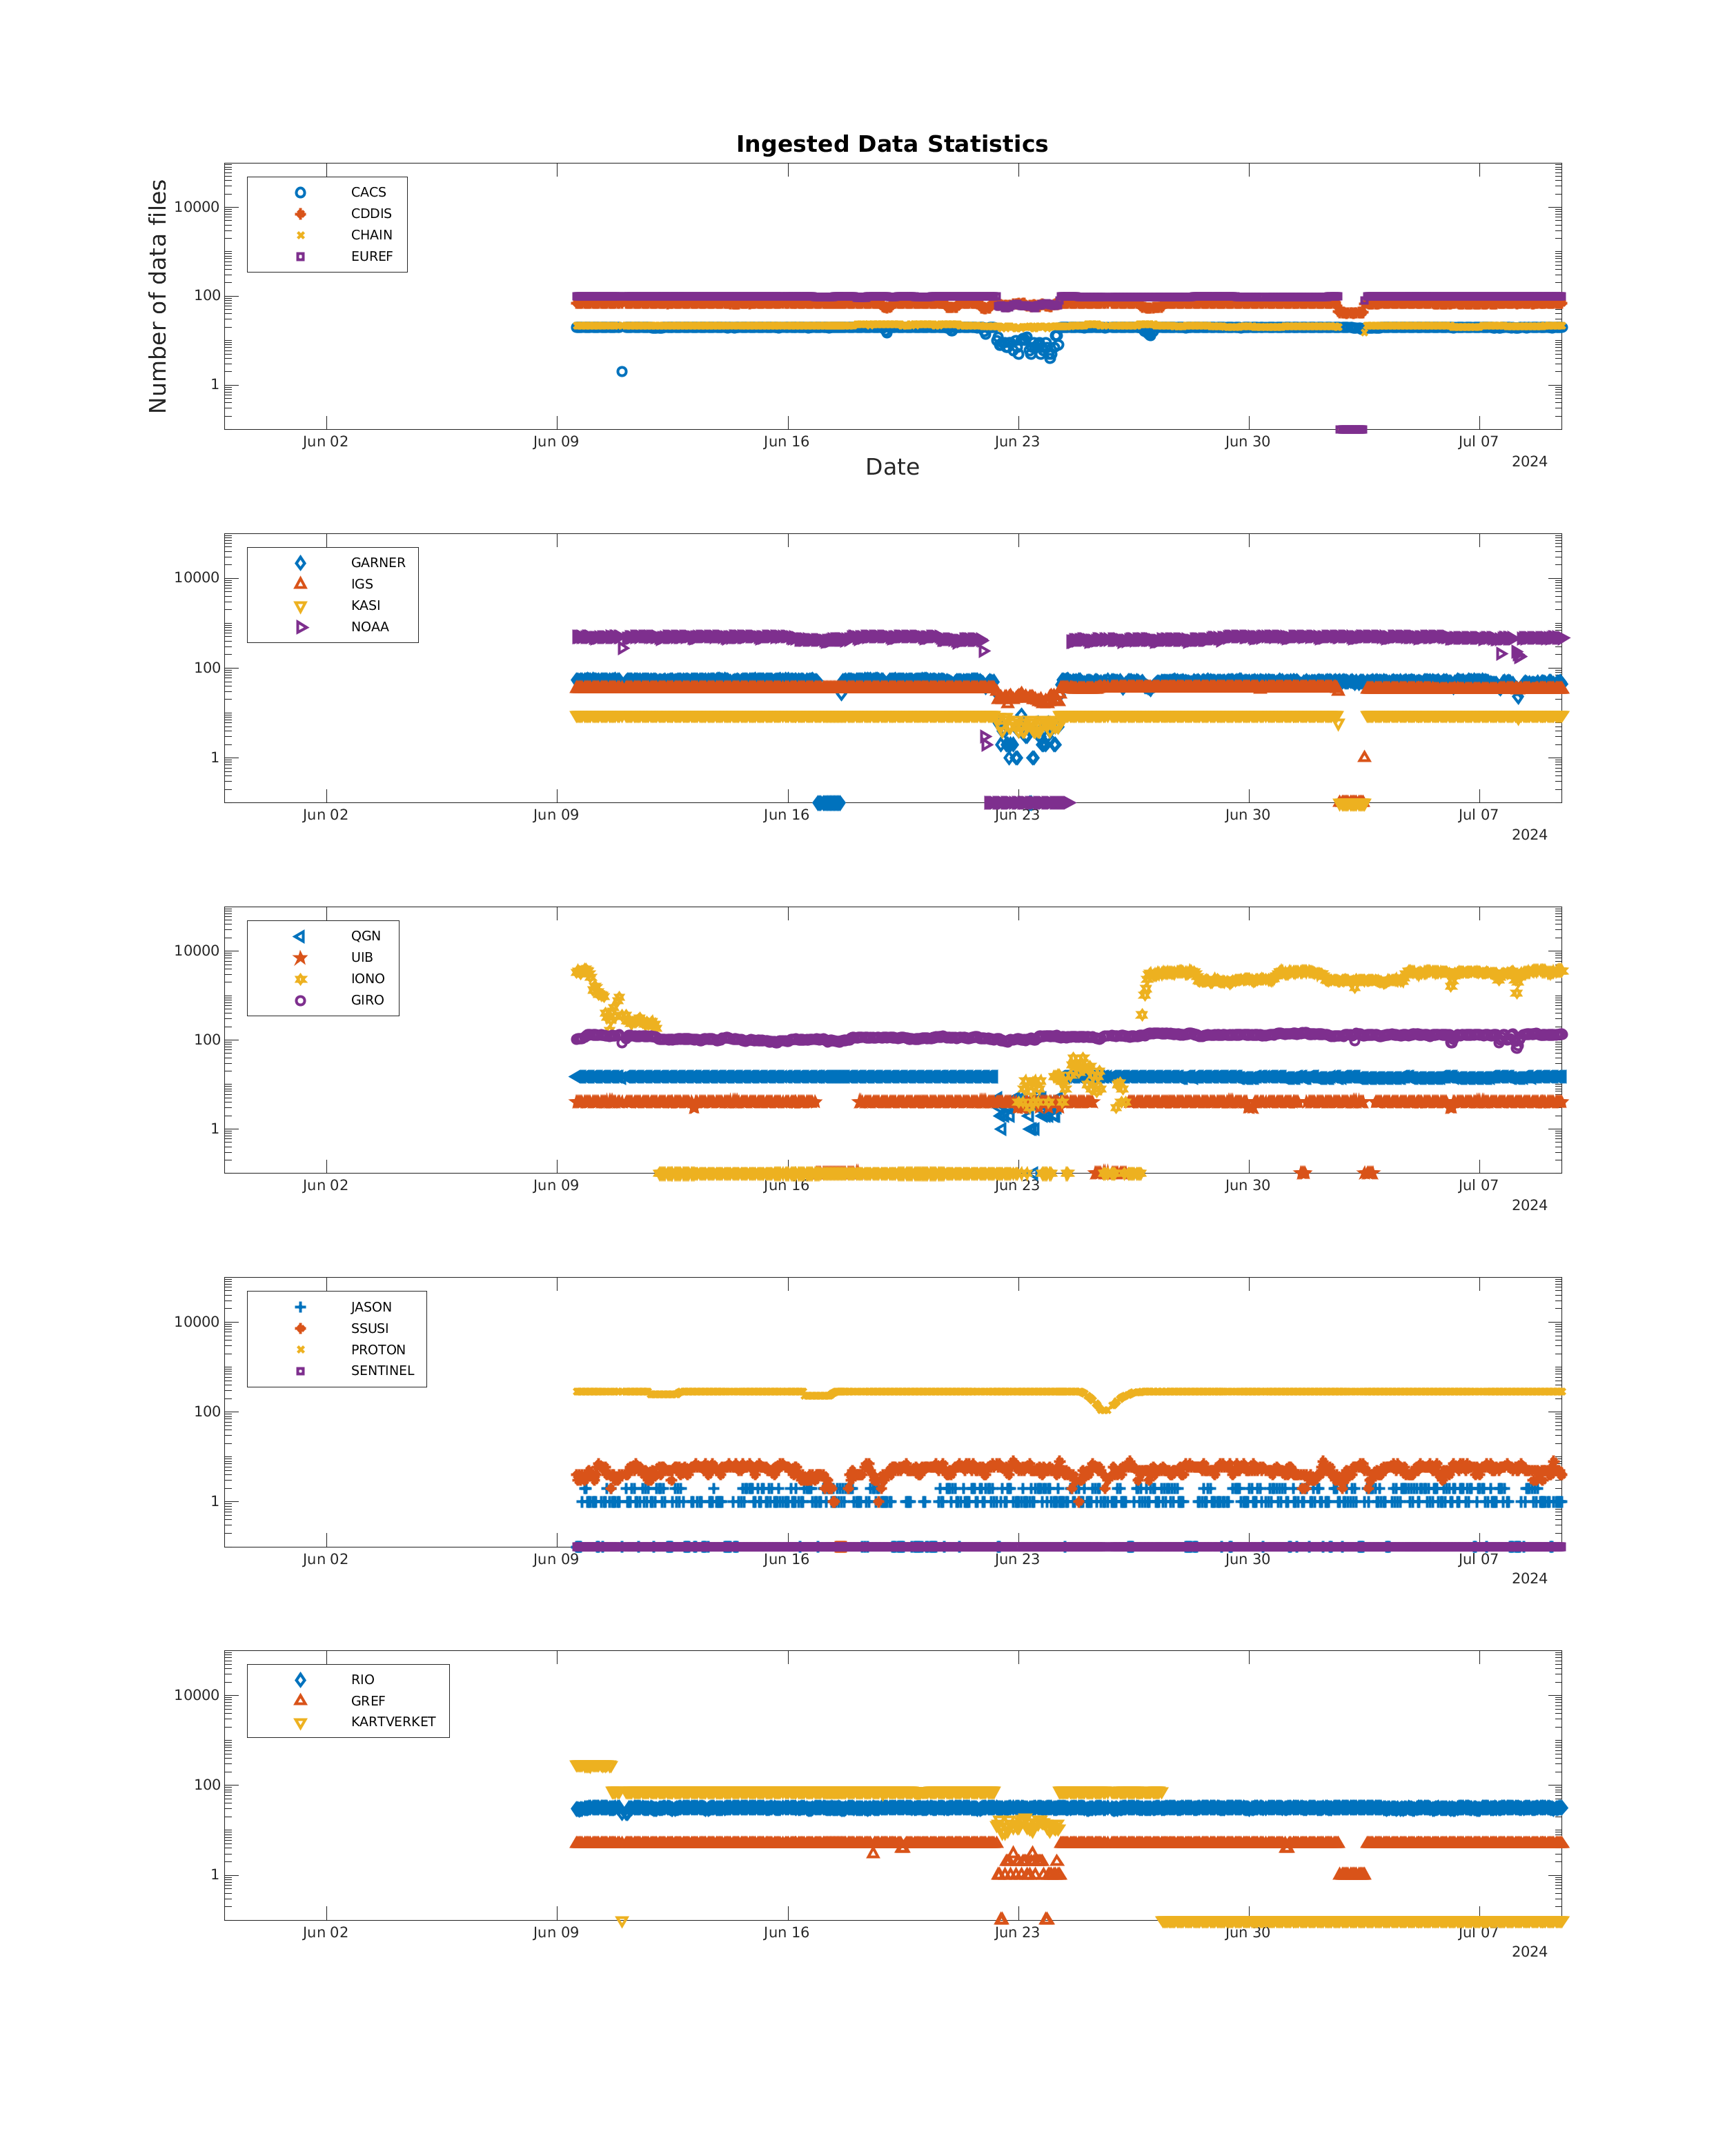 Ingested Data Statistics
Number of data files
CACS
CDDIS
CHAIN
EUREF
10000
100
1
Jun 02 Jun 09 Jun 16 Jun 23 Jun 30 Jul 07
2024
Date
GARNER
IGS
KASI
NOAA
10000
100
1
Jun 02 Jun 09 Jun 16 Jun 23 Jun 30 Jul 07
2024
QGN
UIB
IONO
GIRO
10000
100
1
Jun 02 Jun 09 Jun 16 Jun 23 Jun 30 Jul 07
2024
JASON
SSUSI
PROTON
SENTINEL
10000
100
1
Jun 02 Jun 09 Jun 16 Jun 23 Jun 30 Jul 07
2024
RIO
GREF
KARTVERKET
10000
100
1
Jun 02 Jun 09 Jun 16 Jun 23 Jun 30 Jul 07
2024